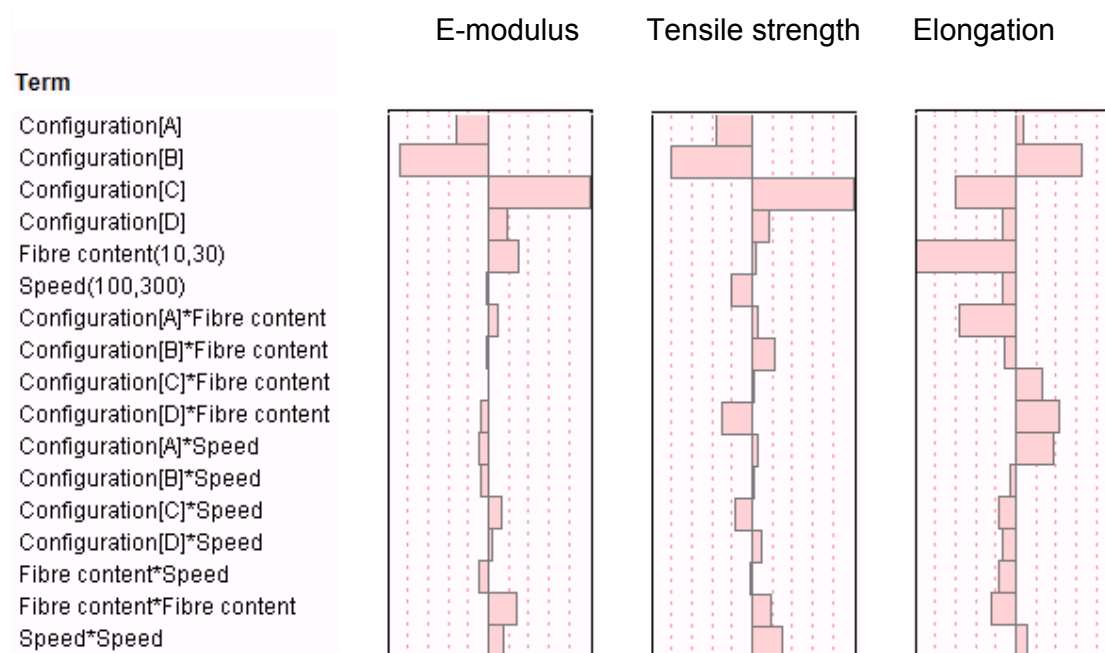 E-modulus Tensile strength Elongation
Term
Configuration[A]
Configuration[B]
Configuration[C]
Configuration[D]
Fibre content(10,30)
Speed(100,300)
Configuration[A]*Fibre content
Configuration[B]*Fibre content
Configuration[C]*Fibre content
Configuration[D]*Fibre content
Configuration[A]*Speed
Configuration[B]*Speed
Configuration[C]*Speed
Configuration[D]*Speed
Fibre content*Speed
Fibre content*Fibre content
Speed*Speed